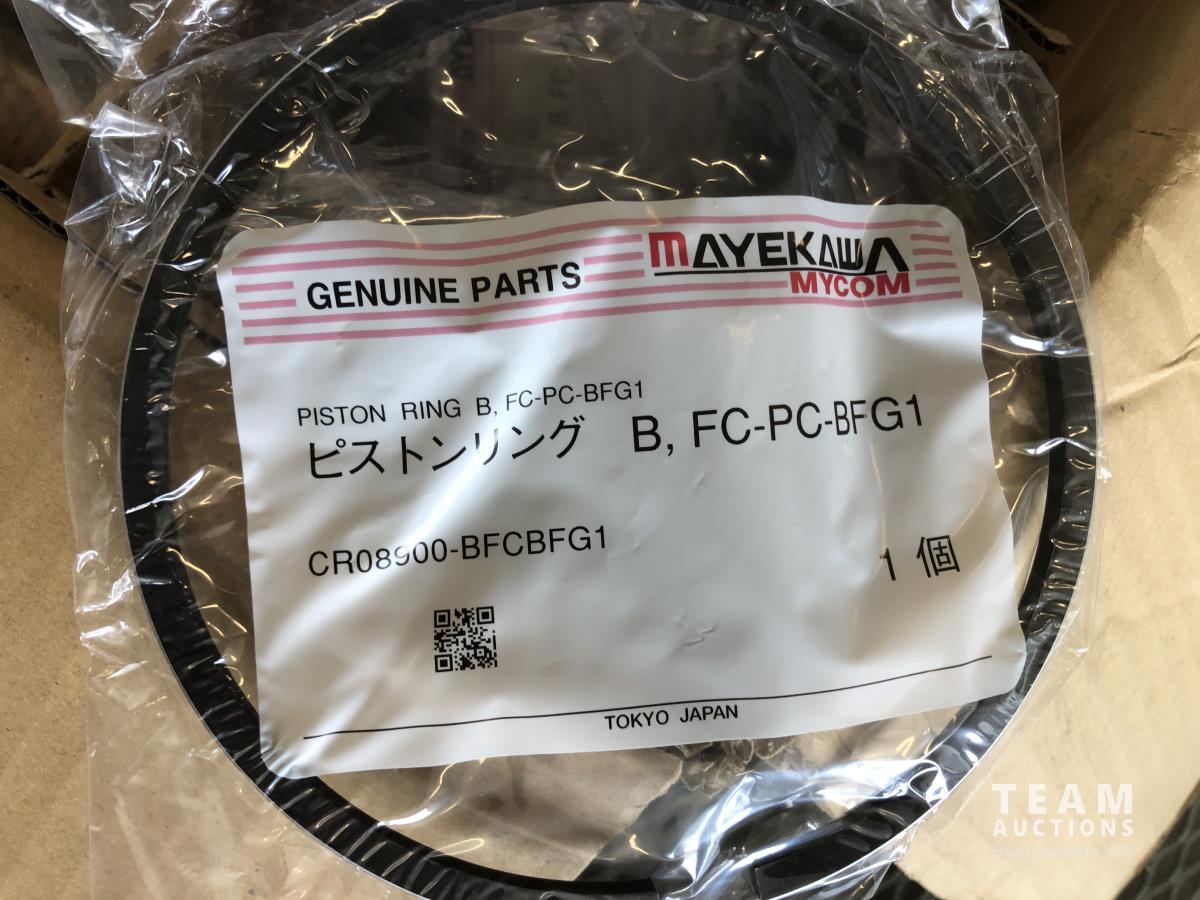 GENUINE PARTS
MAYEKAWA
MYCOM
PISTON RING B, FC-PC-BFG1
ピストンリング B, FC-PC-BFG1
CR08900-BFCBFG1
1 個
TOKYO JAPAN
TEAM
AUCTIONS